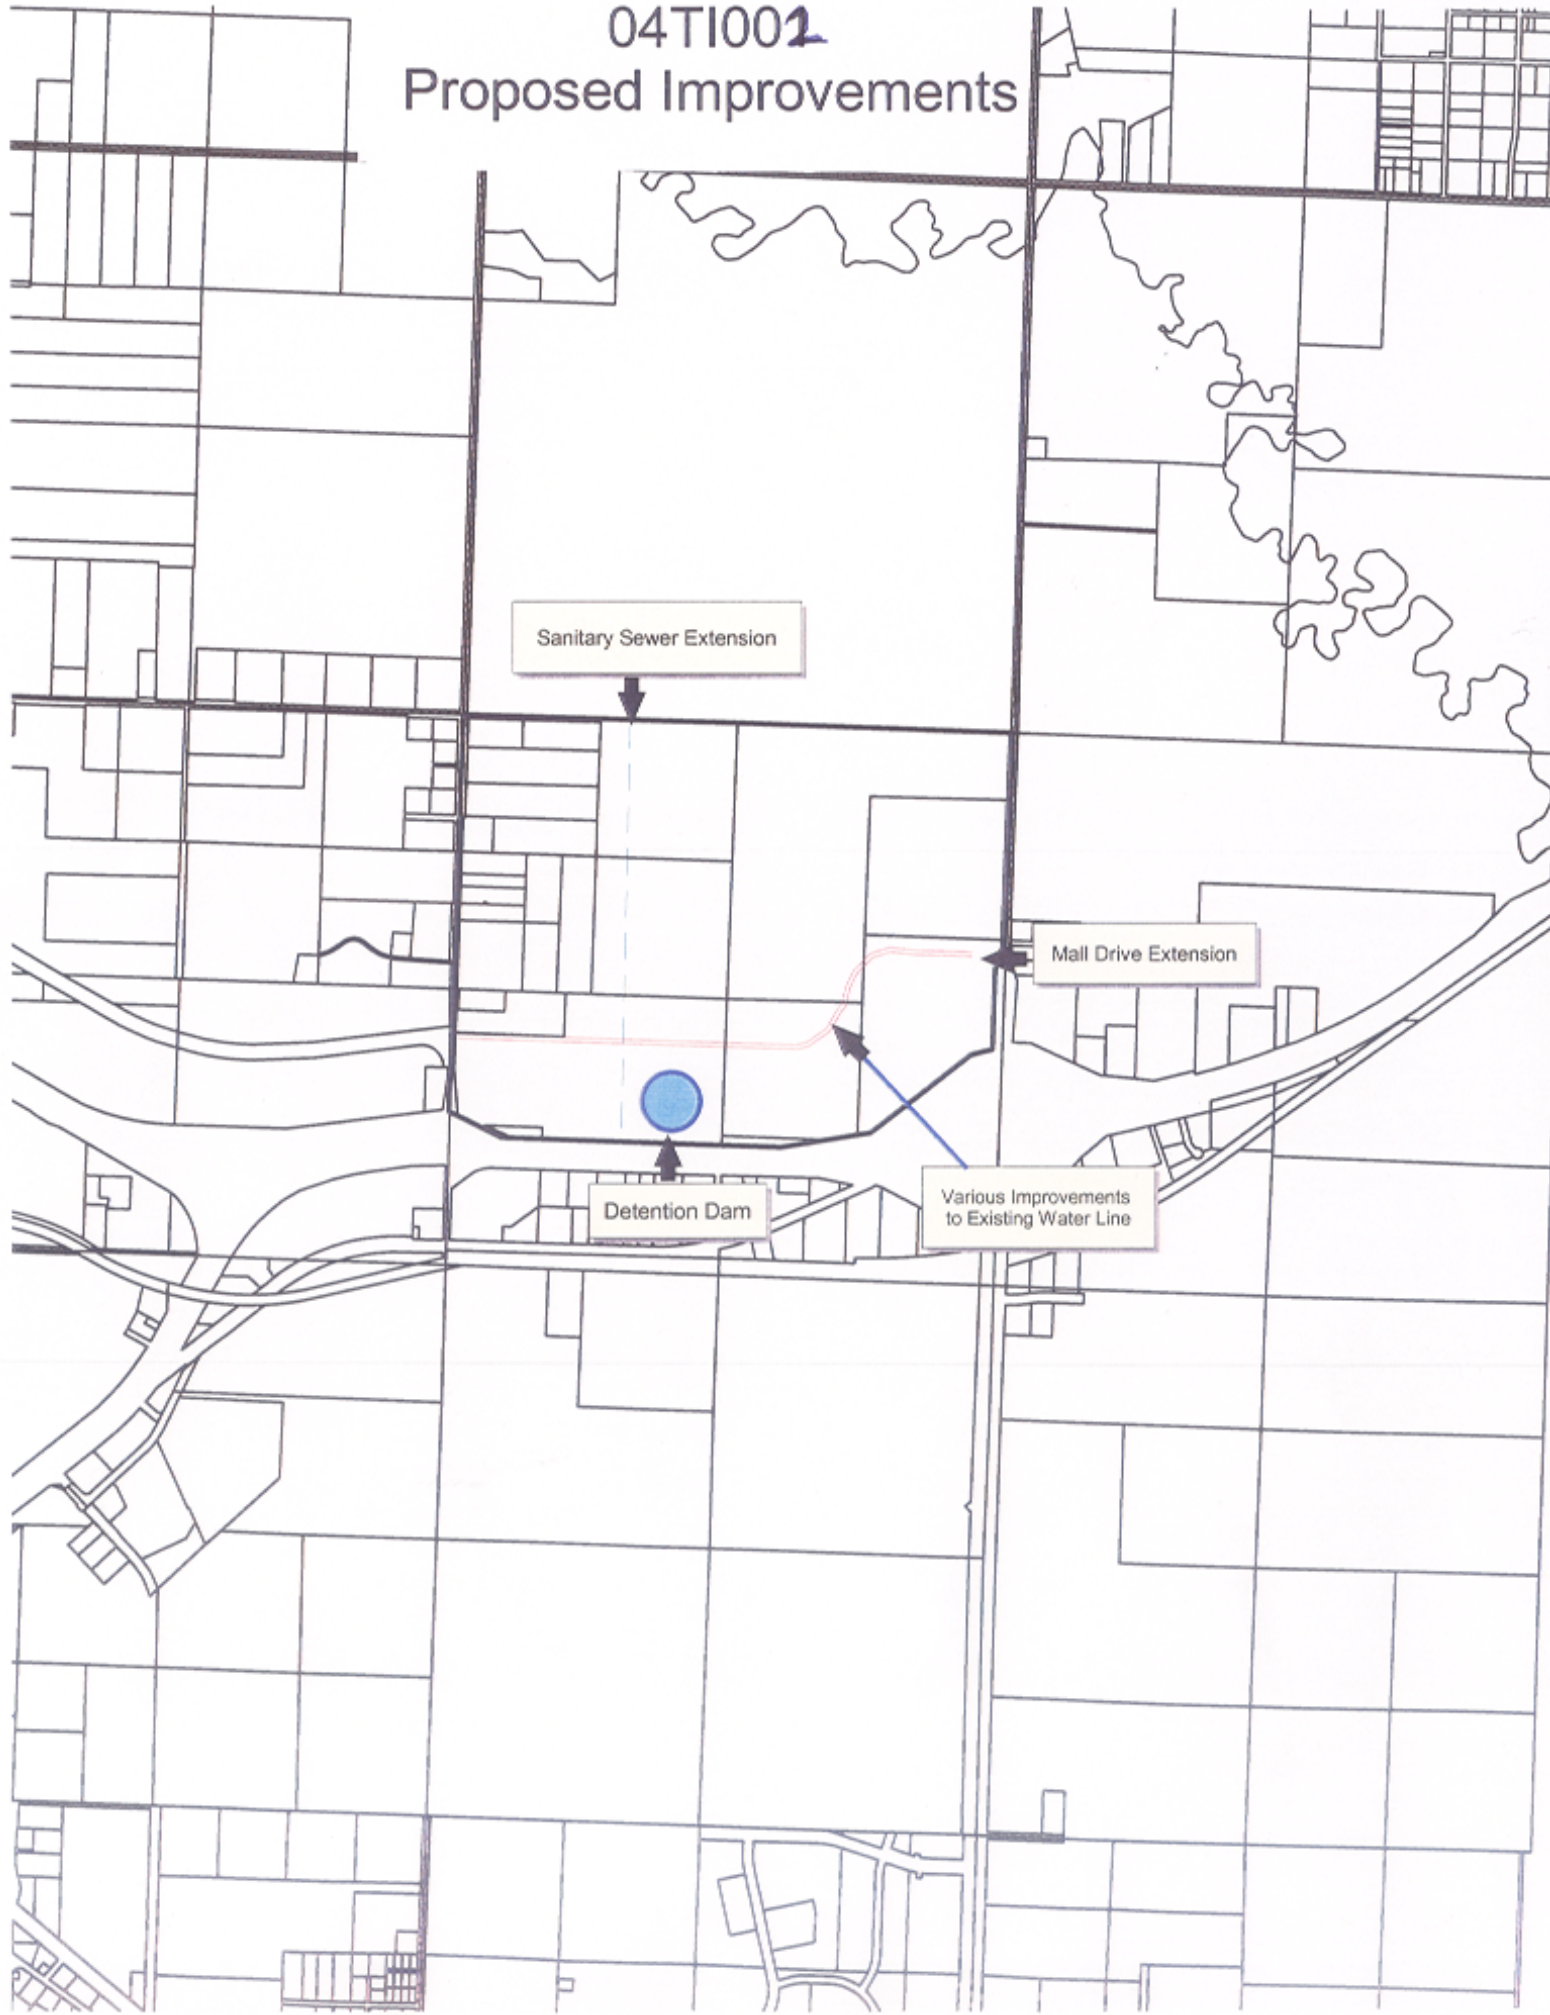 04TI002
Proposed Improvements
Sanitary Sewer Extension
Mall Drive Extension
Various Improvements
to Existing Water Line
Detention Dam